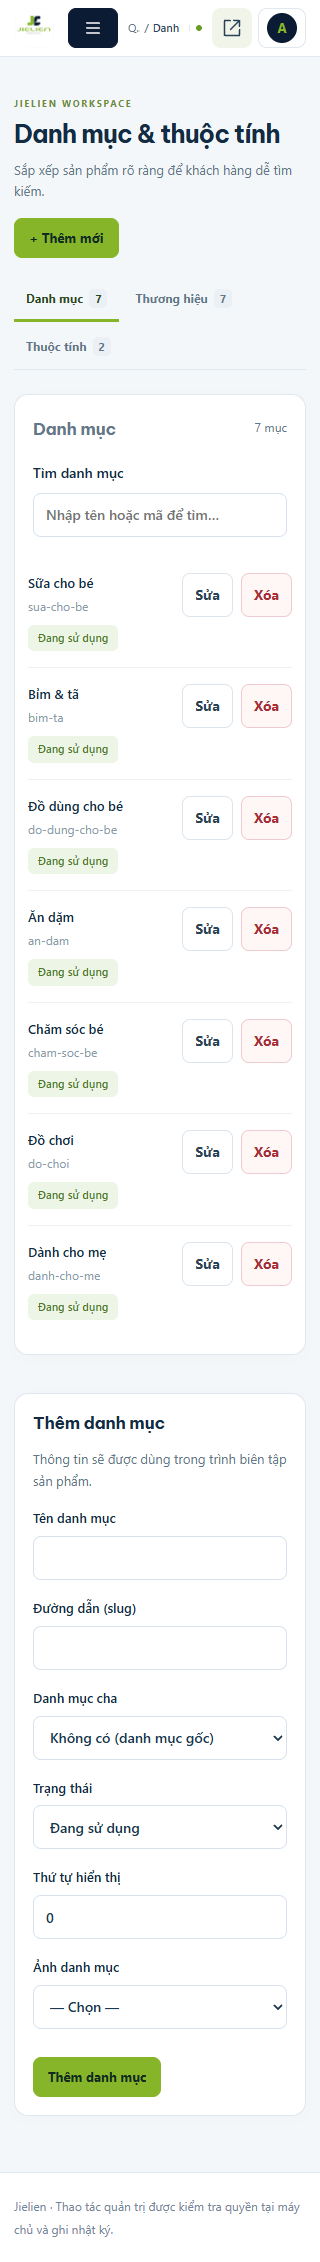 JIELIEN
Q. / Danh
A
JIELIEN WORKSPACE
Danh mục & thuộc tính
Sắp xếp sản phẩm rõ ràng để khách hàng dễ tìm
kiếm.
+ Thêm mới
Danh mục 7
Thương hiệu 7
Thuộc tính 2
Danh mục
7 mục
Tìm danh mục
Nhập tên hoặc mã để tìm...
Sữa cho bé
sua-cho-be
Đang sử dụng
Sửa
Xóa
Bỉm & tã
bim-ta
Đang sử dụng
Sửa
Xóa
Đồ dùng cho bé
do-dung-cho-be
Đang sử dụng
Sửa
Xóa
Ăn dặm
an-dam
Đang sử dụng
Sửa
Xóa
Chăm sóc bé
cham-soc-be
Đang sử dụng
Sửa
Xóa
Đồ chơi
do-choi
Đang sử dụng
Sửa
Xóa
Dành cho mẹ
danh-cho-me
Đang sử dụng
Sửa
Xóa
Thêm danh mục
Thông tin sẽ được dùng trong trình biên tập
sản phẩm.
Tên danh mục
Đường dẫn (slug)
Danh mục cha
Không có (danh mục gốc)
Trạng thái
Đang sử dụng
Thứ tự hiển thị
0
Ảnh danh mục
— Chọn —
Thêm danh mục
Jielien · Thao tác quản trị được kiểm tra quyền tại máy
chủ và ghi nhật ký.